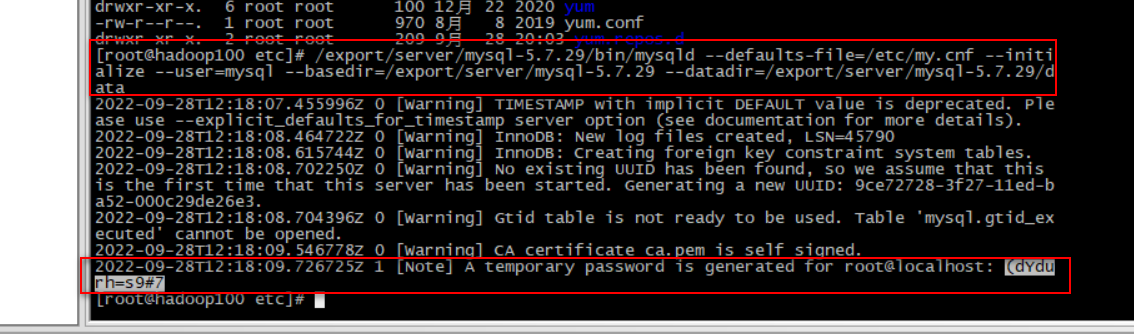 drwxr-xr-x.  6 root root      100 12月 22 2020 yum
-rw-r--r--.  1 root root      970 8月   8 2019 yum.conf
drwxr-xr-x.  2 root root      209 9月  28 20:03 yum.repos.d
[root@hadoop100 etc]# /export/server/mysql-5.7.29/bin/mysqld --defaults-file=/etc/my.cnf --initi
alize --user=mysql --basedir=/export/server/mysql-5.7.29 --datadir=/export/server/mysql-5.7.29/d
ata
2022-09-28T12:18:07.455996Z 0 [Warning] TIMESTAMP with implicit DEFAULT value is deprecated. Ple
ase use --explicit_defaults_for_timestamp server option (see documentation for more details).
2022-09-28T12:18:08.464722Z 0 [Warning] InnoDB: New log files created, LSN=45790
2022-09-28T12:18:08.615744Z 0 [Warning] InnoDB: Creating foreign key constraint system tables.
2022-09-28T12:18:08.702250Z 0 [Warning] No existing UUID has been found, so we assume that this
is the first time that this server has been started. Generating a new UUID: 9ce72728-3f27-11ed-b
a52-000c29de26e3.
2022-09-28T12:18:08.704396Z 0 [Warning] Gtid table is not ready to be used. Table 'mysql.gtid_ex
ecuted' cannot be opened.
2022-09-28T12:18:09.546778Z 0 [Warning] CA certificate ca.pem is self signed.
2022-09-28T12:18:09.726725Z 1 [Note] A temporary password is generated for root@localhost: (dYdu
rh=s9#7
[root@hadoop100 etc]#